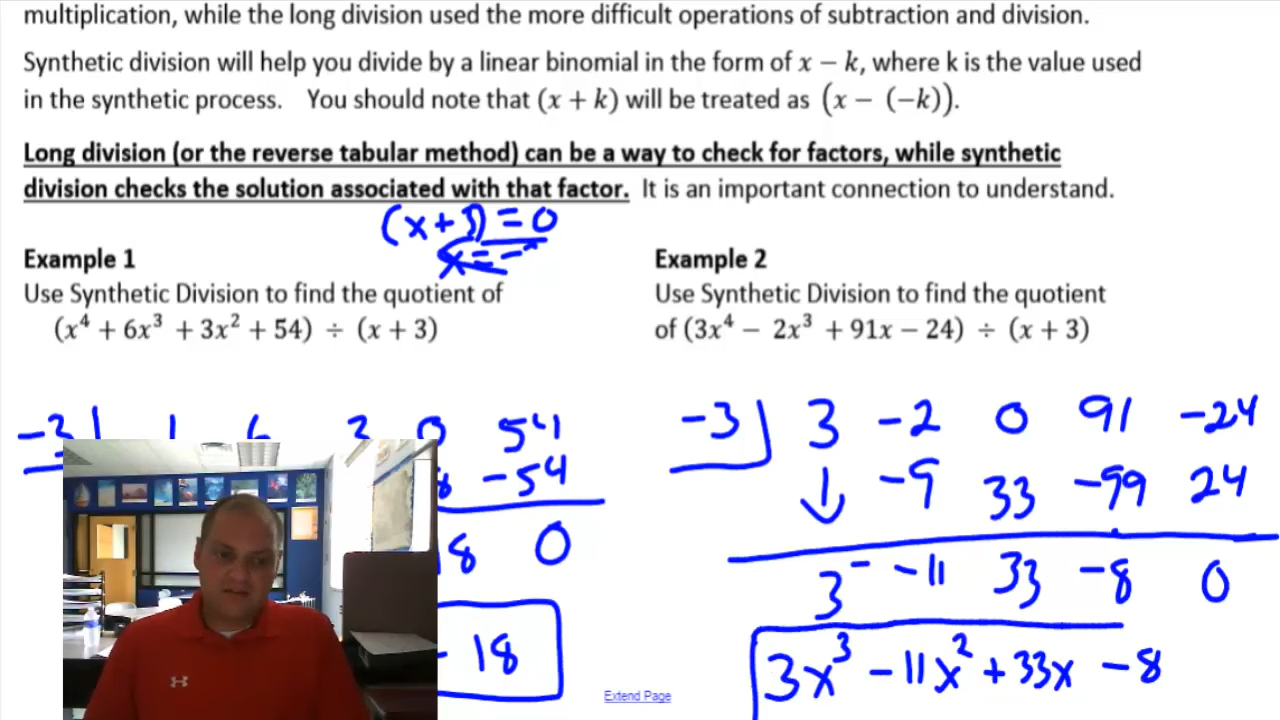 multiplication, while the long division used the more difficult operations of subtraction and division.
Synthetic division will help you divide by a linear binomial in the form of x − k, where k is the value used
in the synthetic process. You should note that (x + k) will be treated as (x − (−k)).
Long division (or the reverse tabular method) can be a way to check for factors, while synthetic
division checks the solution associated with that factor. It is an important connection to understand.
(x+3) = 0
x = -
Example 1
Use Synthetic Division to find the quotient of
(x⁴ + 6x³ + 3x² + 54) ÷ (x + 3)
-3 1 6 3 0 54
8 -54
8 0
- 18
Example 2
Use Synthetic Division to find the quotient
of (3x⁴ − 2x³ + 91x − 24) ÷ (x + 3)
-3 3 -2 0 91 -24
↓ -9 33 -99 24
3 -11 33 -8 0
3x³ - 11x² + 33x - 8
Extend Page